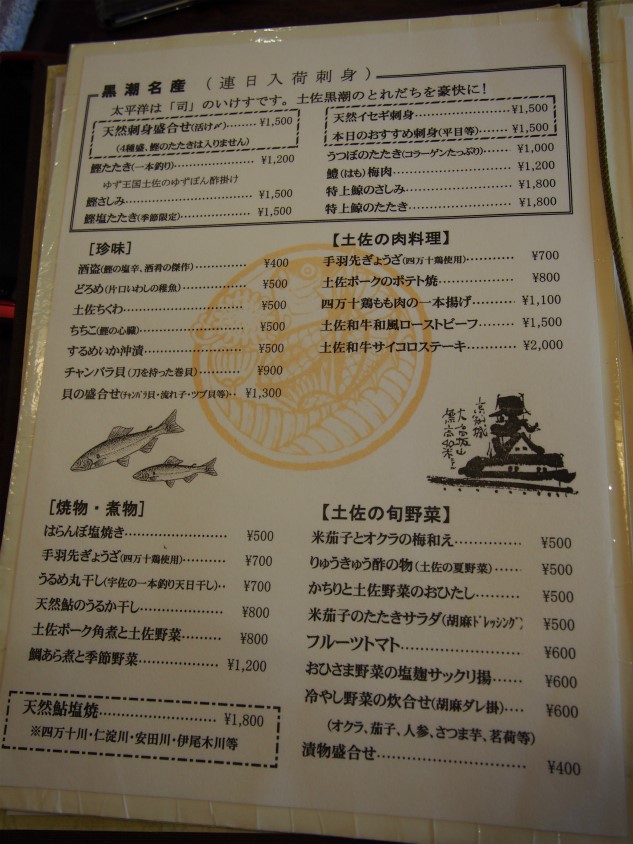 黒潮名産 (連日入荷刺身)
太平洋は「司」のいけすです。土佐黒潮のとれだちを豪快に!
天然刺身盛合せ(活け〆)........ ¥1,500
(4種盛、鰹のたたきは入りません)
鰹たたき(一本釣り)............... ¥1,200
ゆず王国土佐のゆずぽん酢掛け
鰹さしみ.............................. ¥1,500
鰹塩たたき(季節限定)............ ¥1,500
天然イセギ刺身..................... ¥1,500
本日のおすすめ刺身(平目等)... ¥1,500
うつぼのたたき(コラーゲンたっぷり)...... ¥1,000
鱧(はも)梅肉........................ ¥1,200
特上鯨のさしみ..................... ¥1,800
特上鯨のたたき..................... ¥1,800
[珍味]
酒盗(鰹の塩辛、酒肴の傑作)............ ¥400
どろめ(片口いわしの稚魚)............ ¥500
土佐ちくわ........................... ¥500
ちちこ(鰹の心臓)..................... ¥500
するめいか沖漬..................... ¥500
チャンバラ貝(刀を持った巻貝)......... ¥900
貝の盛合せ(チャンバラ貝・流れ子・ツブ貝等)... ¥1,300
【土佐の肉料理】
手羽先ぎょうざ(四万十鶏使用)......... ¥700
土佐ポークのポテト焼............... ¥800
四万十鶏もも肉の一本揚げ......... ¥1,100
土佐和牛和風ローストビーフ......... ¥1,500
土佐和牛サイコロステーキ......... ¥2,000
大高坂山
[焼物・煮物]
はらんぼ塩焼き..................... ¥500
手羽先ぎょうざ(四万十鶏使用)......... ¥700
うるめ丸干し(宇佐の一本釣り天日干し)... ¥700
天然鮎のうるか干し............... ¥800
土佐ポーク角煮と土佐野菜......... ¥800
鯛あら煮と季節野菜............... ¥1,200
天然鮎塩焼........................ ¥1,800
※四万十川・仁淀川・安田川・伊尾木川等
【土佐の旬野菜】
米茄子とオクラの梅和え............ ¥500
りゅうきゅう酢の物(土佐の夏野菜)...... ¥500
かちりと土佐野菜のおひたし......... ¥500
米茄子のたたきサラダ(胡麻ドレッシング) ¥500
フルーツトマト..................... ¥600
おひさま野菜の塩麹サックリ揚...... ¥600
冷やし野菜の炊合せ(胡麻ダレ掛)...... ¥600
(オクラ、茄子、人参、さつま芋、茗荷等)
漬物盛合せ........................ ¥400